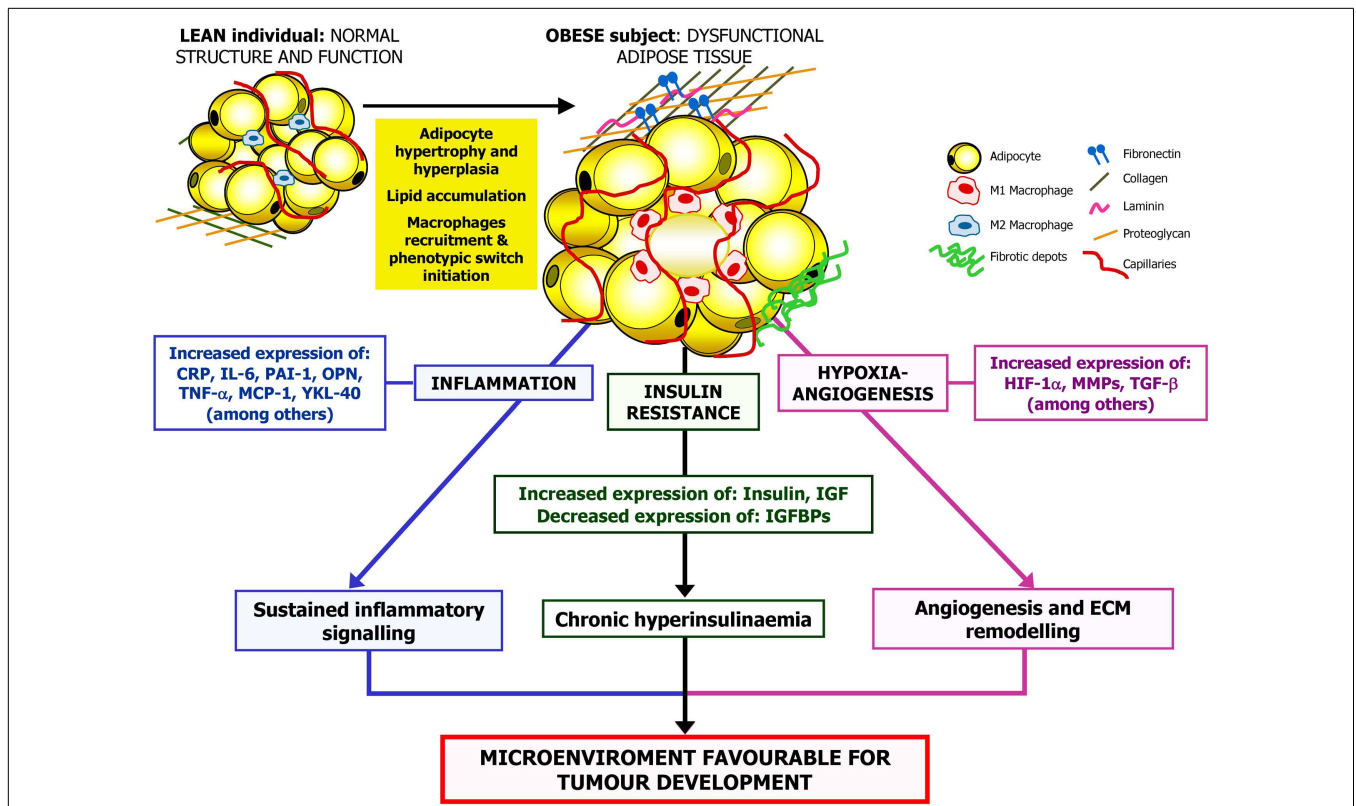 LEAN individual: NORMAL
STRUCTURE AND FUNCTION
OBESE subject: DYSFUNCTIONAL
ADIPOSE TISSUE
Adipocyte
hypertrophy and
hyperplasia
Lipid accumulation
Macrophages
recruitment &
phenotypic switch
initiation
Adipocyte
M1 Macrophage
M2 Macrophage
Fibrotic depots
Fibronectin
Collagen
Laminin
Proteoglycan
Capillaries
Increased expression of:
CRP, IL-6, PAI-1, OPN,
TNF-α, MCP-1, YKL-40
(among others)
INFLAMMATION
INSULIN
RESISTANCE
HYPOXIA-
ANGIOGENESIS
Increased expression of:
HIF-1α, MMPs, TGF-β
(among others)
Increased expression of: Insulin, IGF
Decreased expression of: IGFBPs
Sustained inflammatory
signalling
Chronic hyperinsulinaemia
Angiogenesis and ECM
remodelling
MICROENVIROMENT FAVOURABLE FOR
TUMOUR DEVELOPMENT